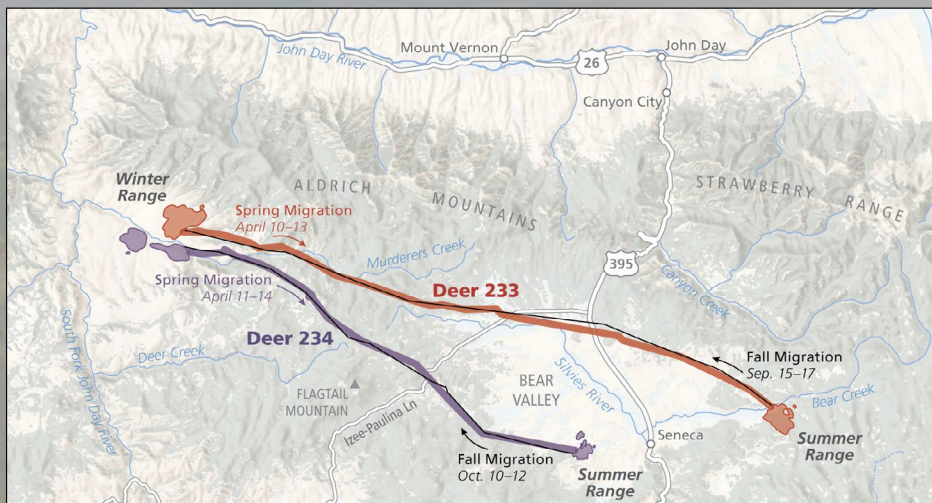 Mount Vernon
John Day
John Day River
26
Canyon City
Winter
Range
ALDRICH
MOUNTAINS
STRAWBERRY
RANGE
Spring Migration
April 10–13
Murderers Creek
395
Canyon Creek
Spring Migration
April 11–14
Deer 233
South Fork John Day River
Deer 234
Deer Creek
Fall Migration
Sep. 15–17
FLAGTAIL
MOUNTAIN
BEAR
VALLEY
Silvies River
Bear Creek
Izee-Paulina Ln
Seneca
Summer
Range
Fall Migration
Oct. 10–12
Summer
Range